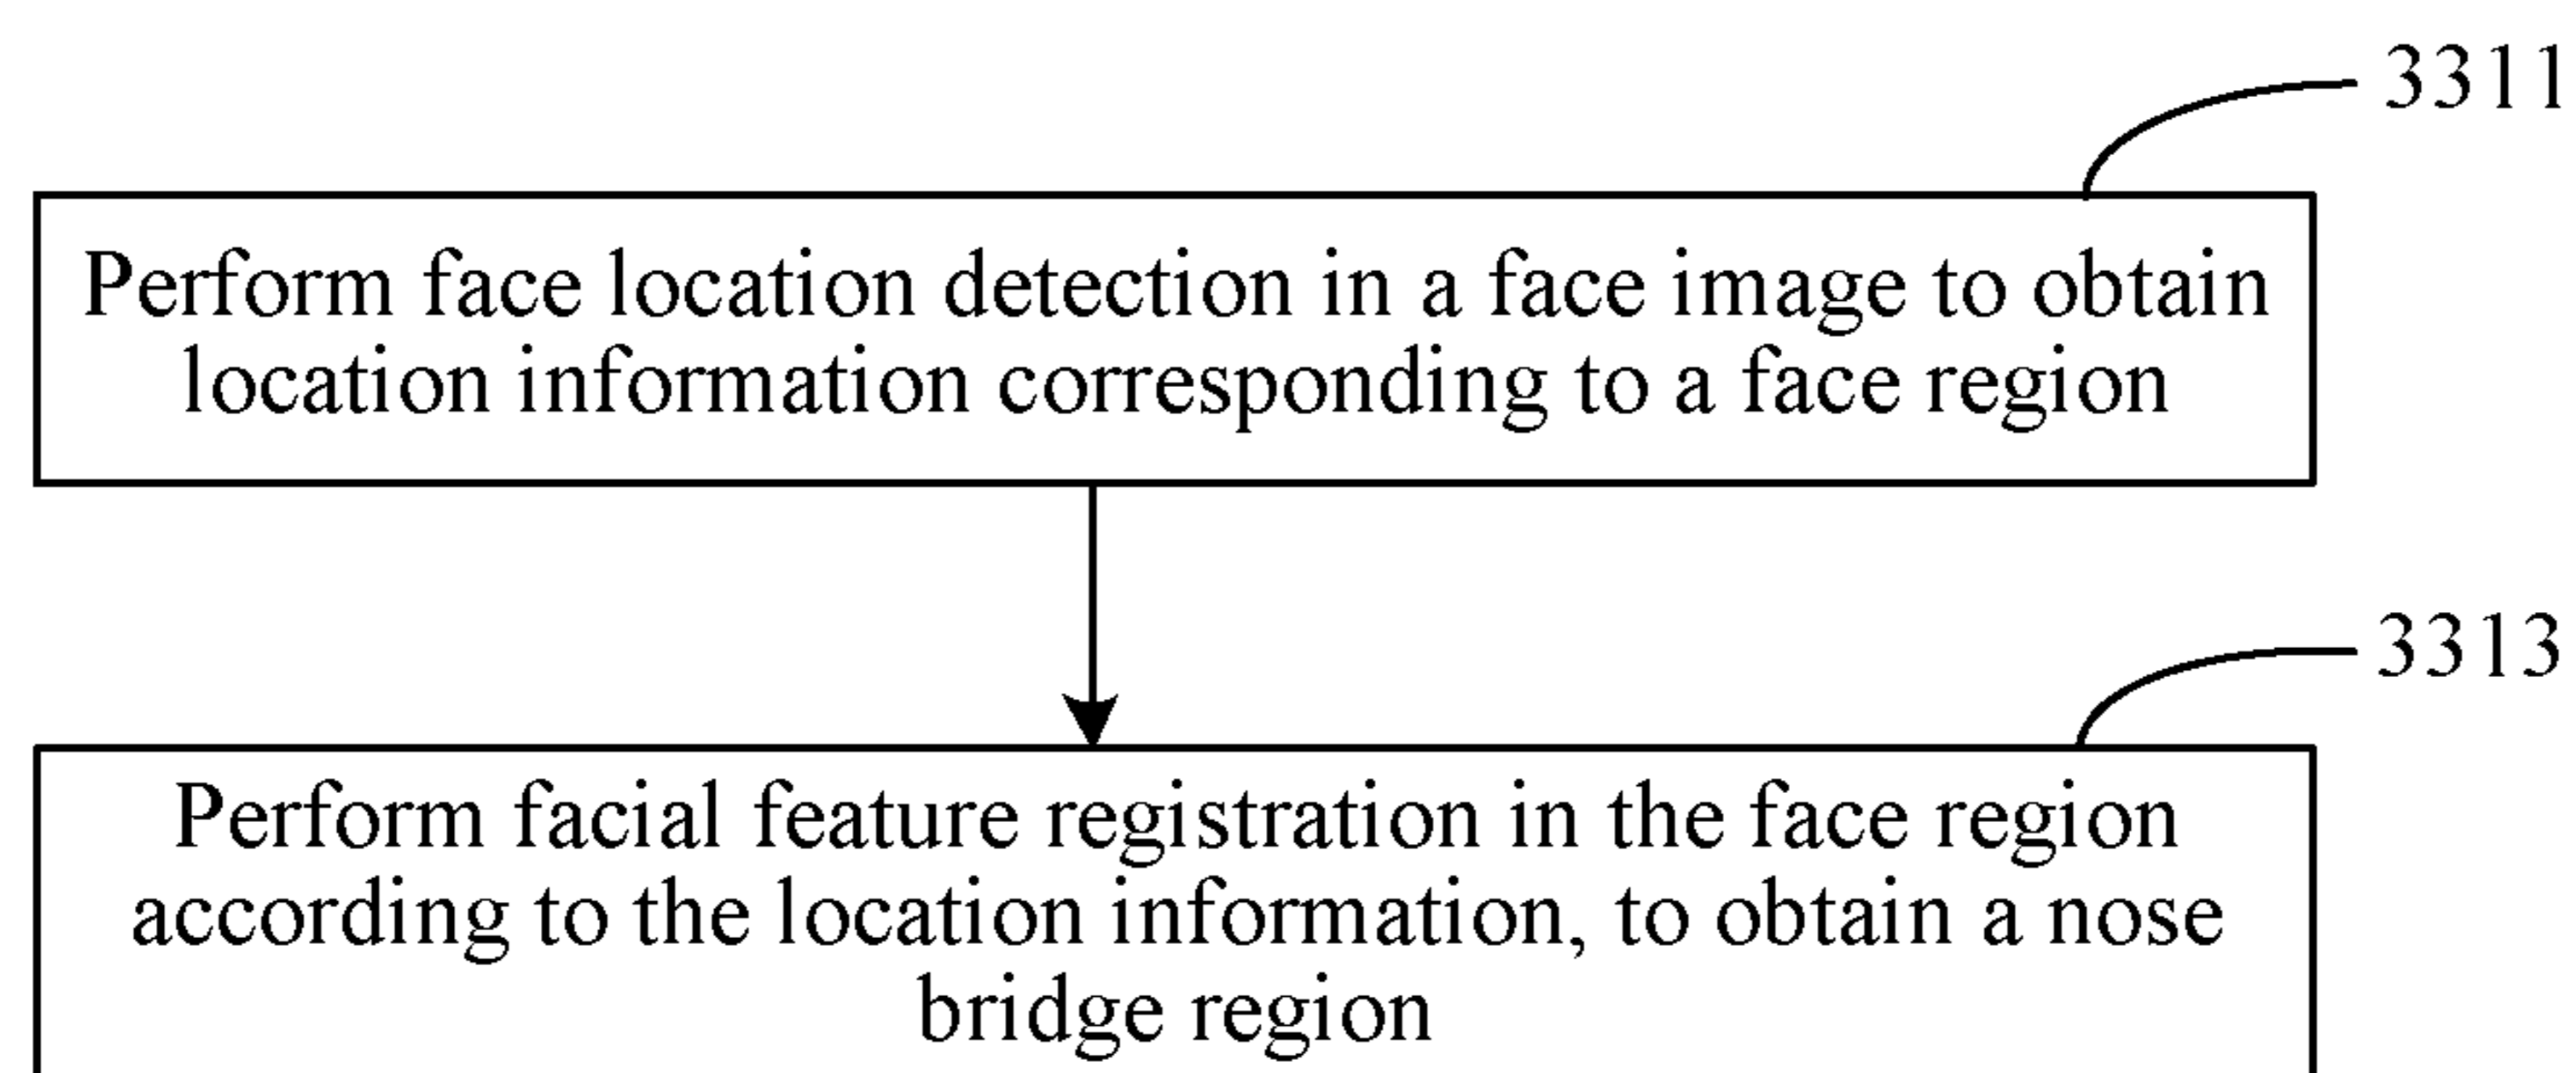 3311
Perform face location detection in a face image to obtain
location information corresponding to a face region
3313
Perform facial feature registration in the face region
according to the location information, to obtain a nose
bridge region